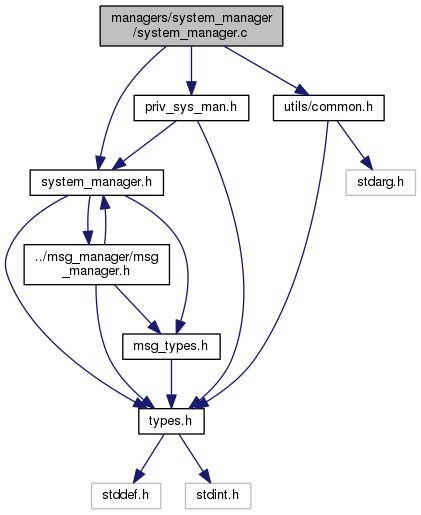 managers/system_manager
/system_manager.c
priv_sys_man.h
utils/common.h
system_manager.h
stdarg.h
../msg_manager/msg
_manager.h
msg_types.h
types.h
stddef.h
stdint.h